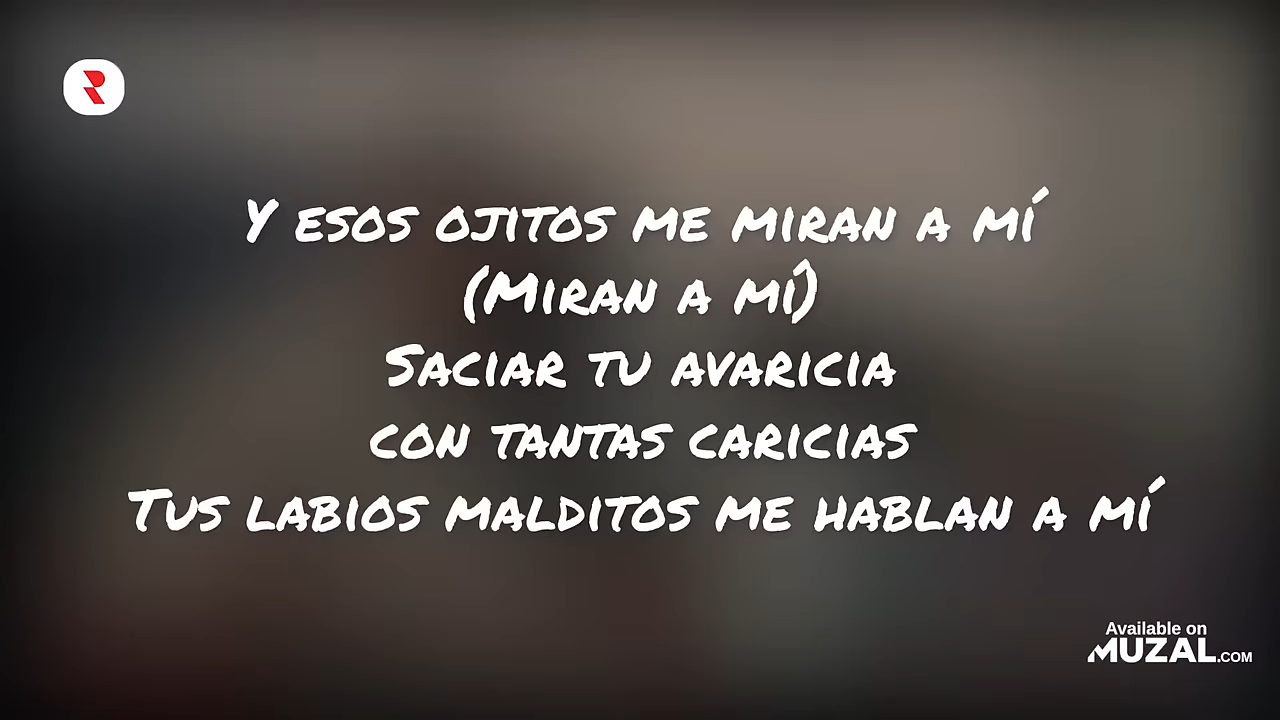 Y esos ojitos me miran a mí
(Miran a mí)
Saciar tu avaricia
con tantas caricias
Tus labios malditos me hablan a mí
Available on
MUZAL.COM